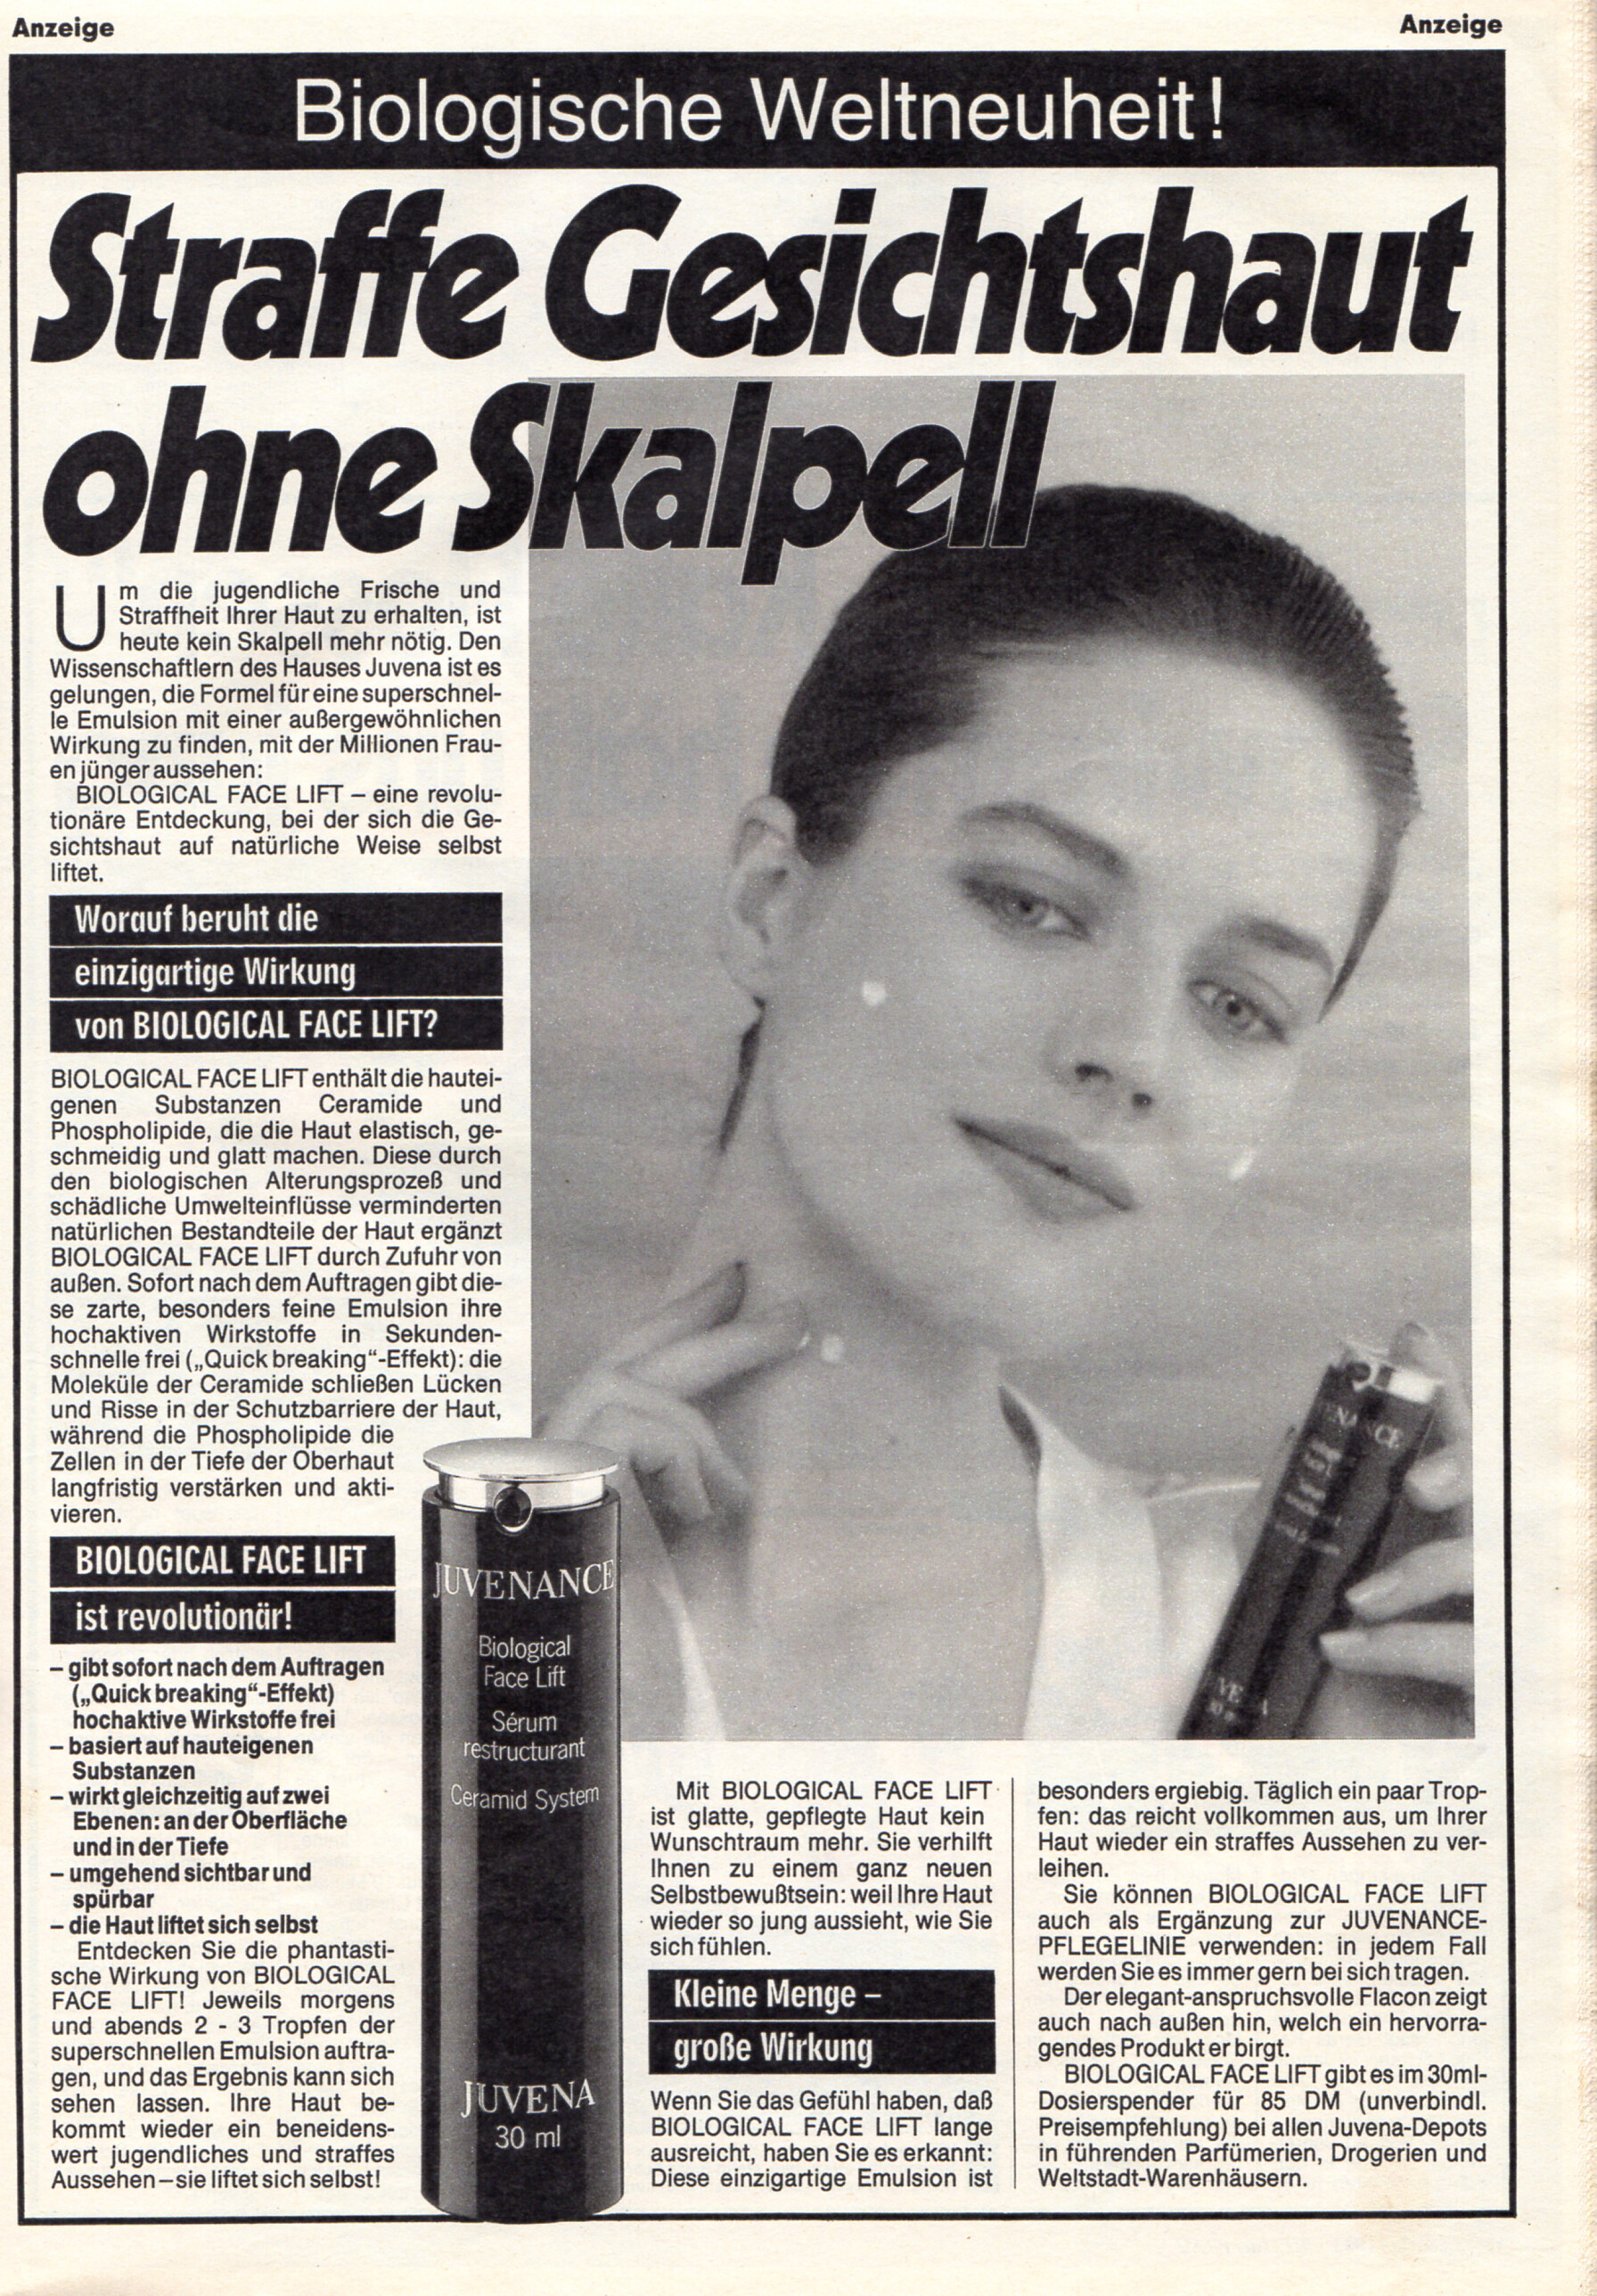 Anzeige
Anzeige
Biologische Weltneuheit!
Straffe Gesichtshaut
ohne Skalpell
Um die jugendliche Frische und
Straffheit Ihrer Haut zu erhalten, ist
heute kein Skalpell mehr nötig. Den
Wissenschaftlern des Hauses Juvena ist es
gelungen, die Formel für eine superschnel-
le Emulsion mit einer außergewöhnlichen
Wirkung zu finden, mit der Millionen Frau-
en jünger aussehen:
BIOLOGICAL FACE LIFT – eine revolu-
tionäre Entdeckung, bei der sich die Ge-
sichtshaut auf natürliche Weise selbst
liftet.
Worauf beruht die
einzigartige Wirkung
von BIOLOGICAL FACE LIFT?
BIOLOGICAL FACE LIFT enthält die hautei-
genen Substanzen Ceramide und
Phospholipide, die die Haut elastisch, ge-
schmeidig und glatt machen. Diese durch
den biologischen Alterungsprozeß und
schädliche Umwelteinflüsse verminderten
natürlichen Bestandteile der Haut ergänzt
BIOLOGICAL FACE LIFT durch Zufuhr von
außen. Sofort nach dem Auftragen gibt die-
se zarte, besonders feine Emulsion ihre
hochaktiven Wirkstoffe in Sekunden-
schnelle frei („Quick breaking“-Effekt): die
Moleküle der Ceramide schließen Lücken
und Risse in der Schutzbarriere der Haut,
während die Phospholipide die
Zellen in der Tiefe der Oberhaut
langfristig verstärken und akti-
vieren.
BIOLOGICAL FACE LIFT
ist revolutionär!
– gibt sofort nach dem Auftragen
(„Quick breaking“-Effekt)
hochaktive Wirkstoffe frei
– basiert auf hauteigenen
Substanzen
– wirkt gleichzeitig auf zwei
Ebenen: an der Oberfläche
und in der Tiefe
– umgehend sichtbar und
spürbar
– die Haut liftet sich selbst
Entdecken Sie die phantasti-
sche Wirkung von BIOLOGICAL
FACE LIFT! Jeweils morgens
und abends 2 - 3 Tropfen der
superschnellen Emulsion auftra-
gen, und das Ergebnis kann sich
sehen lassen. Ihre Haut be-
kommt wieder ein beneidens-
wert jugendliches und straffes
Aussehen – sie liftet sich selbst!
JUVENANCE
Biological
Face Lift
Sérum
restructurant
Ceramid System
JUVENA
30 ml
Mit BIOLOGICAL FACE LIFT
ist glatte, gepflegte Haut kein
Wunschtraum mehr. Sie verhilft
Ihnen zu einem ganz neuen
Selbstbewußtsein: weil Ihre Haut
wieder so jung aussieht, wie Sie
sich fühlen.
Kleine Menge –
große Wirkung
Wenn Sie das Gefühl haben, daß
BIOLOGICAL FACE LIFT lange
ausreicht, haben Sie es erkannt:
Diese einzigartige Emulsion ist
besonders ergiebig. Täglich ein paar Trop-
fen: das reicht vollkommen aus, um Ihrer
Haut wieder ein straffes Aussehen zu ver-
leihen.
Sie können BIOLOGICAL FACE LIFT
auch als Ergänzung zur JUVENANCE-
PFLEGELINIE verwenden: in jedem Fall
werden Sie es immer gern bei sich tragen.
Der elegant-anspruchsvolle Flacon zeigt
auch nach außen hin, welch ein hervorra-
gendes Produkt er birgt.
BIOLOGICAL FACE LIFT gibt es im 30ml-
Dosierspender für 85 DM (unverbindl.
Preisempfehlung) bei allen Juvena-Depots
in führenden Parfümerien, Drogerien und
Weltstadt-Warenhäusern.